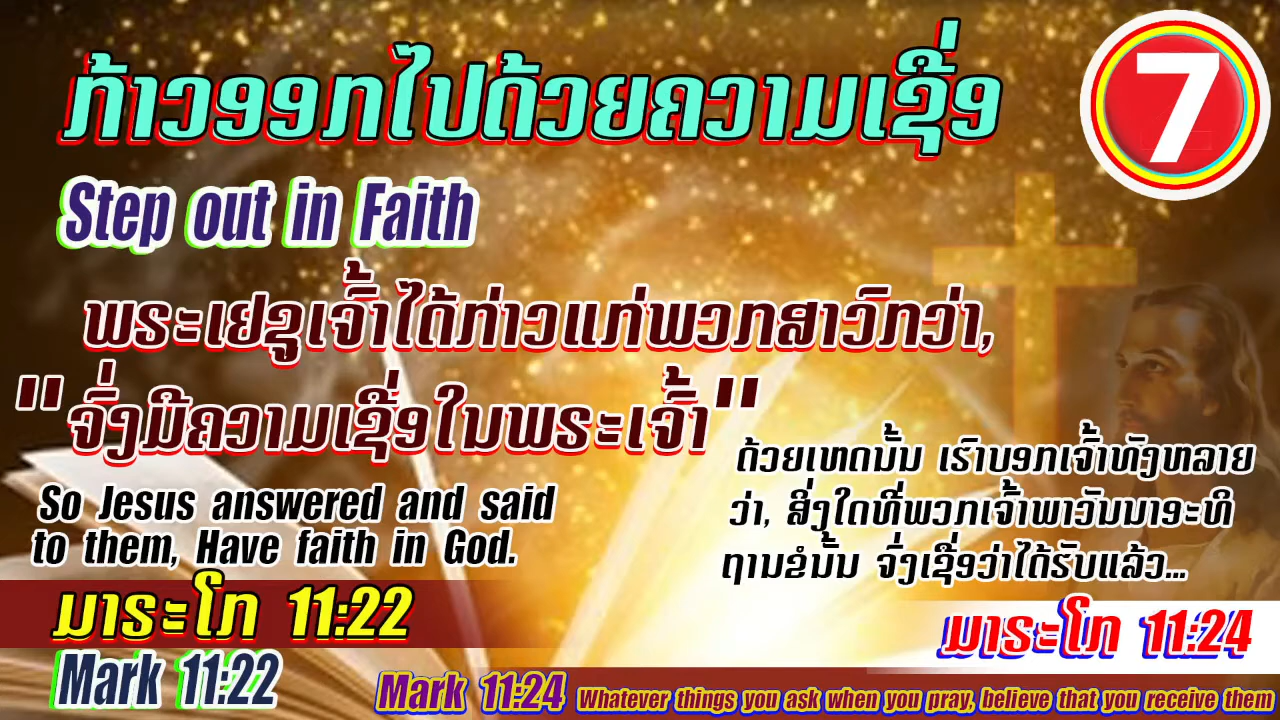 ກ້າວອອກໄປດ້ວຍຄວາມເຊື່ອ
7
Step out in Faith
ພຣະເຢຊູເຈົ້າໄດ້ກ່າວແກ່ພວກສາວົກວ່າ,
"ຈົ່ງມີຄວາມເຊື່ອໃນພຣະເຈົ້າ"
So Jesus answered and said
to them, Have faith in God.
ມາຣະໂກ 11:22
Mark 11:22
ດ້ວຍເຫດນັ້ນ ເຮົາບອກເຈົ້າທັງຫລາຍ
ວ່າ, ສິ່ງໃດທີ່ພວກເຈົ້າພາວັນນາອະທິ
ຖານຂໍນັ້ນ ຈົ່ງເຊື່ອວ່າໄດ້ຮັບແລ້ວ...
ມາຣະໂກ 11:24
Mark 11:24 Whatever things you ask when you pray, believe that you receive them